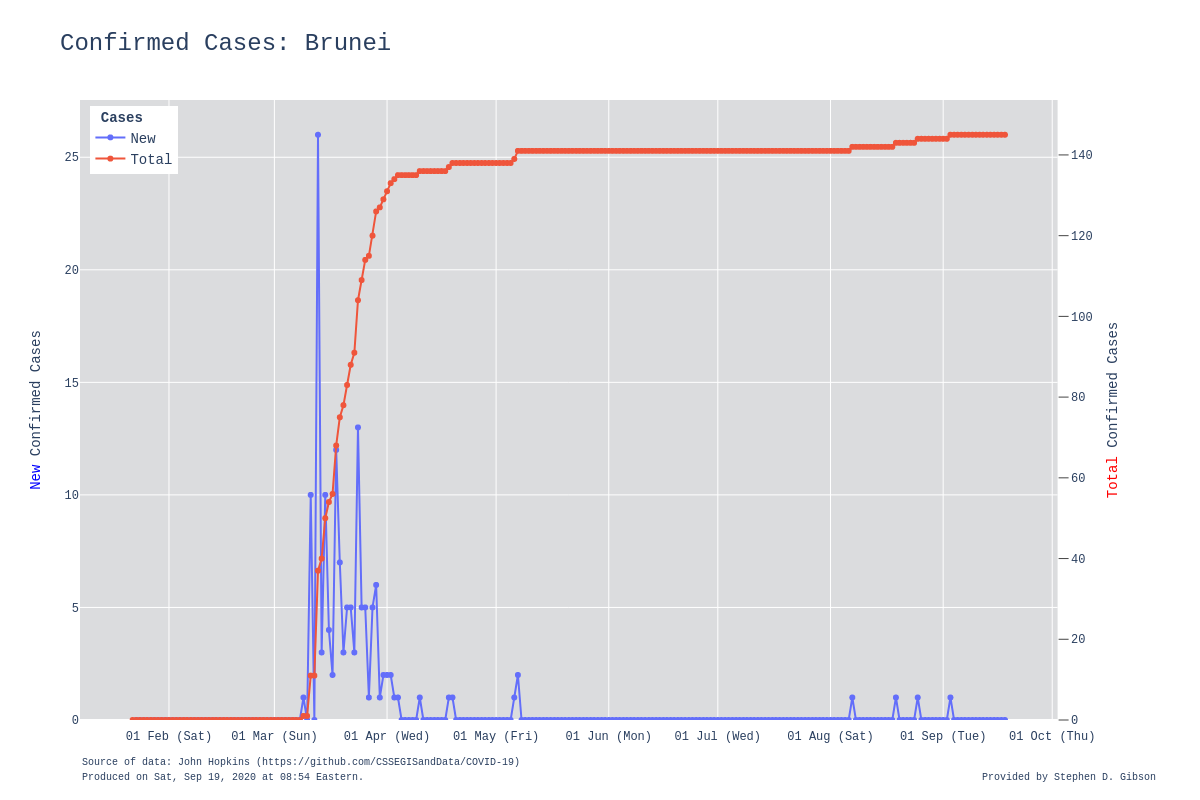 Confirmed Cases: Brunei
Cases
New
Total
25
20
15
10
5
0
140
120
100
80
60
40
20
0
New Confirmed Cases
Total Confirmed Cases
01 Feb (Sat)
01 Mar (Sun)
01 Apr (Wed)
01 May (Fri)
01 Jun (Mon)
01 Jul (Wed)
01 Aug (Sat)
01 Sep (Tue)
01 Oct (Thu)
Source of data: John Hopkins (https://github.com/CSSEGISandData/COVID-19)
Produced on Sat, Sep 19, 2020 at 08:54 Eastern.
Provided by Stephen D. Gibson